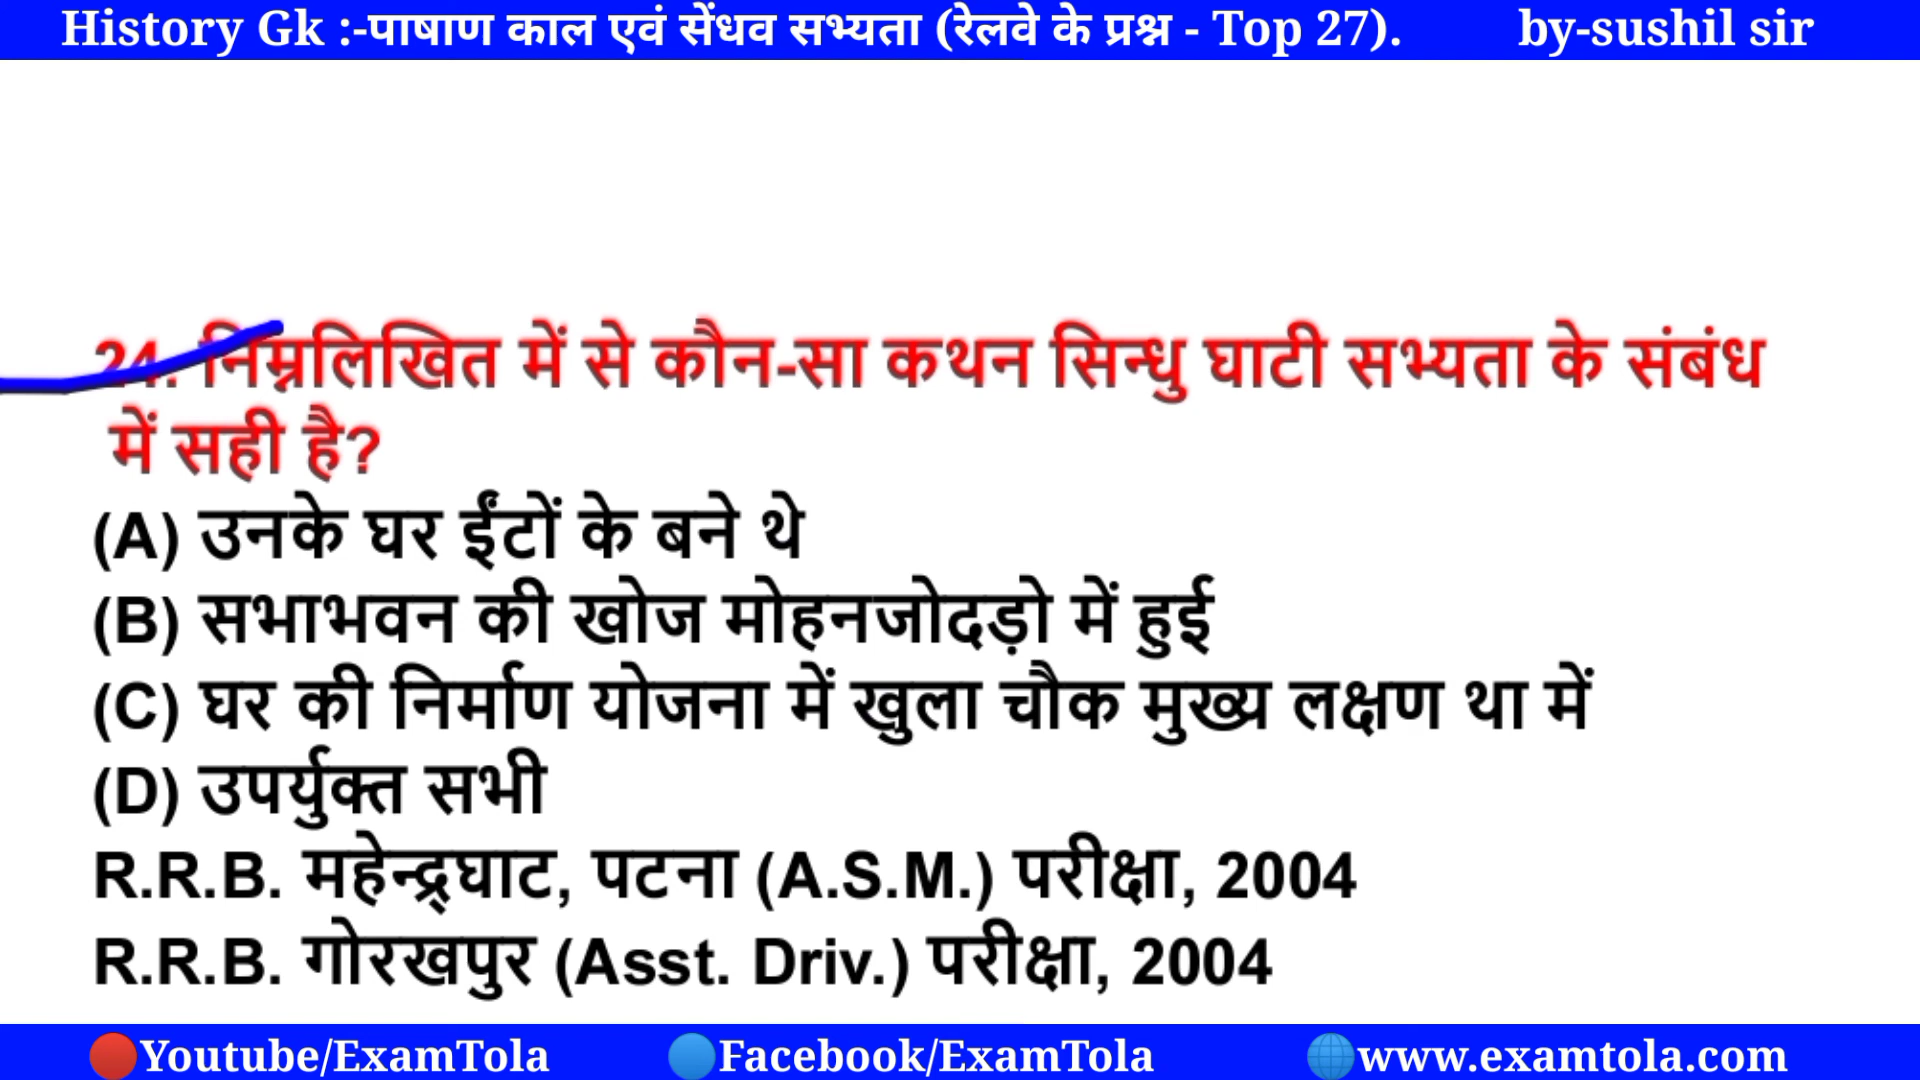 History Gk :-पाषाण काल एवं सेंधव सभ्यता (रेलवे के प्रश्न - Top 27). by-sushil sir
24. निम्नलिखित में से कौन-सा कथन सिन्धु घाटी सभ्यता के संबंध
में सही है?
(A) उनके घर ईंटों के बने थे
(B) सभाभवन की खोज मोहनजोदड़ो में हुई
(C) घर की निर्माण योजना में खुला चौक मुख्य लक्षण था में
(D) उपर्युक्त सभी
R.R.B. महेन्द्र्घाट, पटना (A.S.M.) परीक्षा, 2004
R.R.B. गोरखपुर (Asst. Driv.) परीक्षा, 2004
Youtube/ExamTola Facebook/ExamTola www.examtola.com